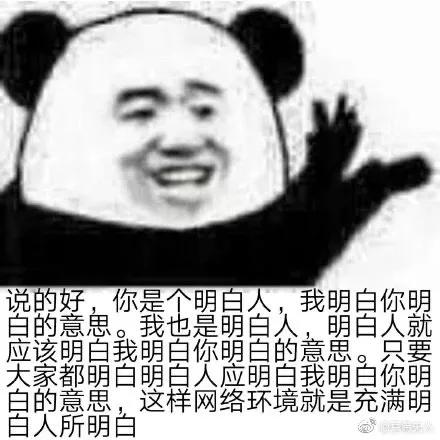 说的好，你是个明白人，我明白你明
白的意思。我也是明白人，明白人就
应该明白我明白你明白的意思。只要
大家都明白明白人应明白我明白你明
白的意思，这样网络环境就是充满明
白人所明白